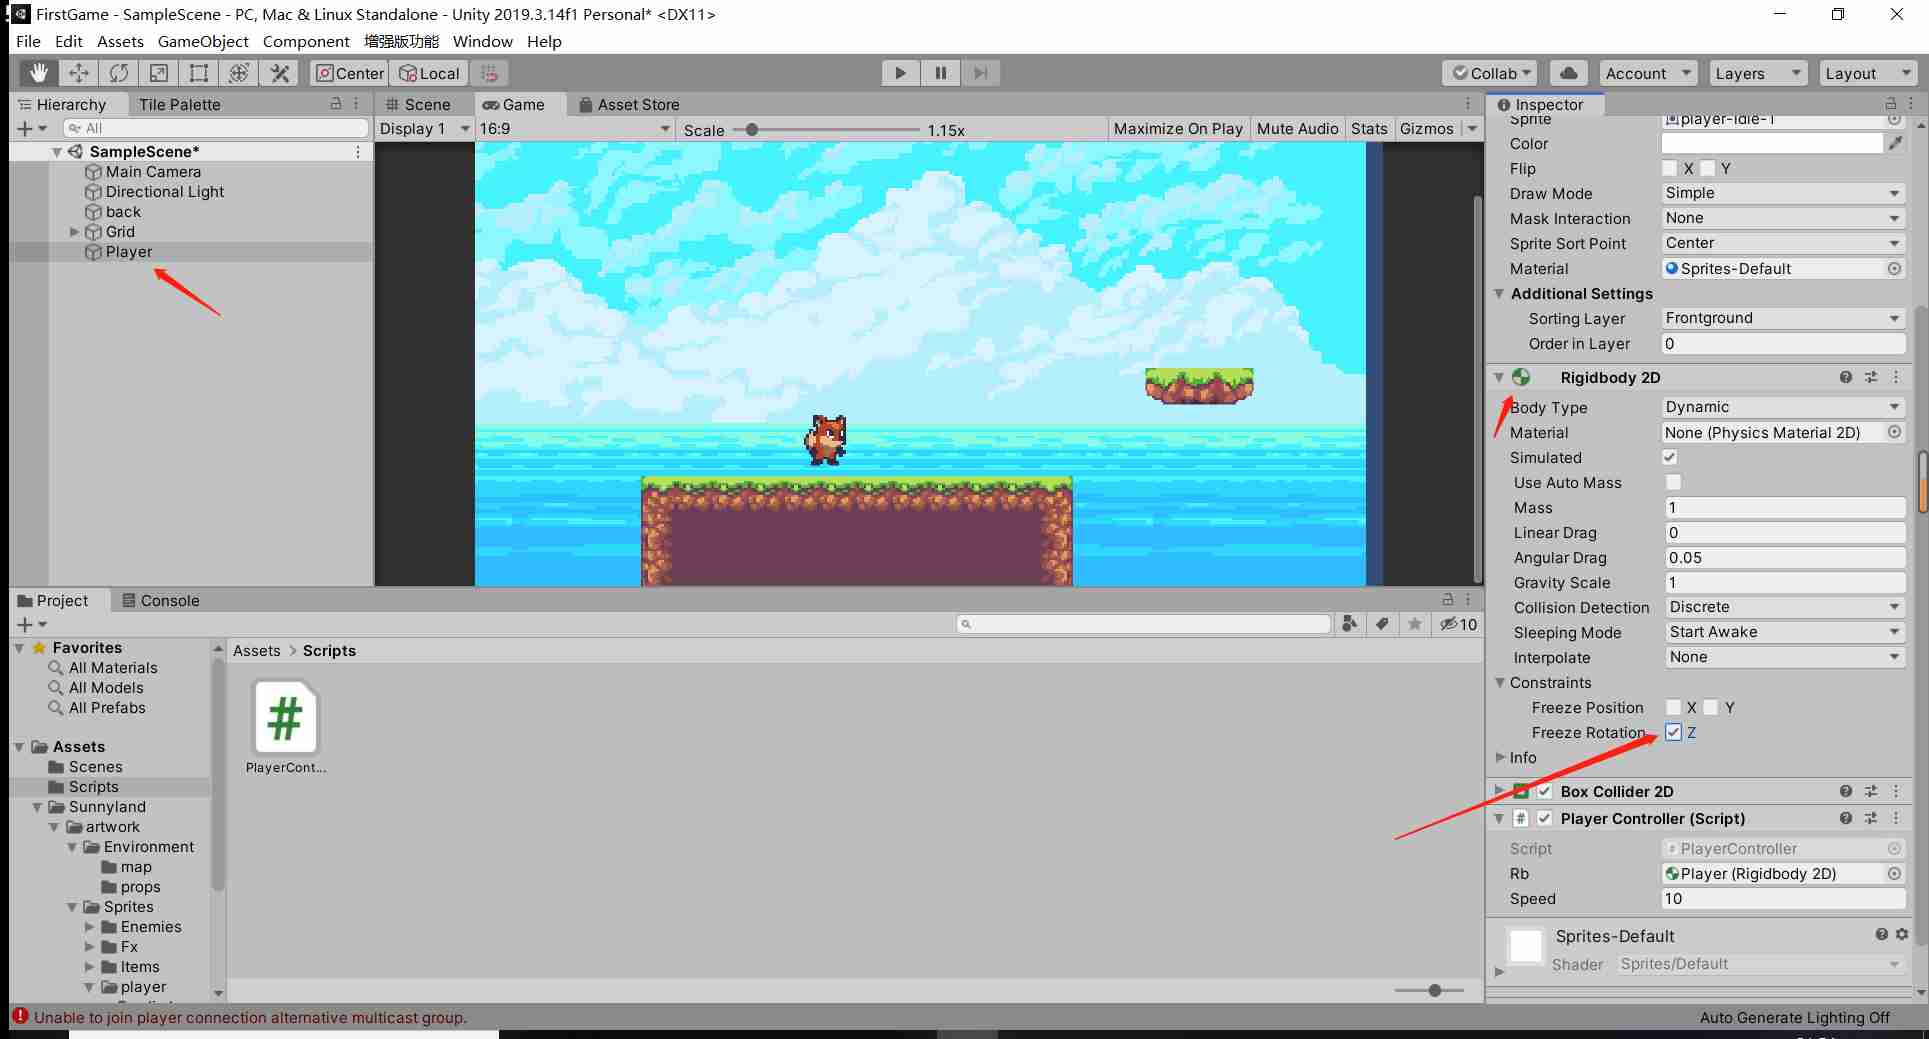 FirstGame - SampleScene - PC, Mac & Linux Standalone - Unity 2019.3.14f1 Personal* <DX11>
File Edit Assets GameObject Component 增强版功能 Window Help
Center Local Collab Account Layers Layout
Hierarchy Tile Palette
All
SampleScene*
Main Camera
Directional Light
back
Grid
Player
Scene Game Asset Store
Display 1 16:9 Scale 1.15x Maximize On Play Mute Audio Stats Gizmos
Project Console
10
Favorites
All Materials
All Models
All Prefabs
Assets
Scenes
Scripts
Sunnyland
artwork
Environment
map
props
Sprites
Enemies
Fx
Items
player
Assets > Scripts
#
PlayerCont...
Inspector
Sprite player-idle-1
Color
Flip X Y
Draw Mode Simple
Mask Interaction None
Sprite Sort Point Center
Material Sprites-Default
Additional Settings
Sorting Layer Frontground
Order in Layer 0
Rigidbody 2D
Body Type Dynamic
Material None (Physics Material 2D)
Simulated
Use Auto Mass
Mass 1
Linear Drag 0
Angular Drag 0.05
Gravity Scale 1
Collision Detection Discrete
Sleeping Mode Start Awake
Interpolate None
Constraints
Freeze Position X Y
Freeze Rotation Z
Info
Box Collider 2D
# Player Controller (Script)
Script # PlayerController
Rb Player (Rigidbody 2D)
Speed 10
Sprites-Default
Shader Sprites/Default
Unable to join player connection alternative multicast group.
Auto Generate Lighting Off